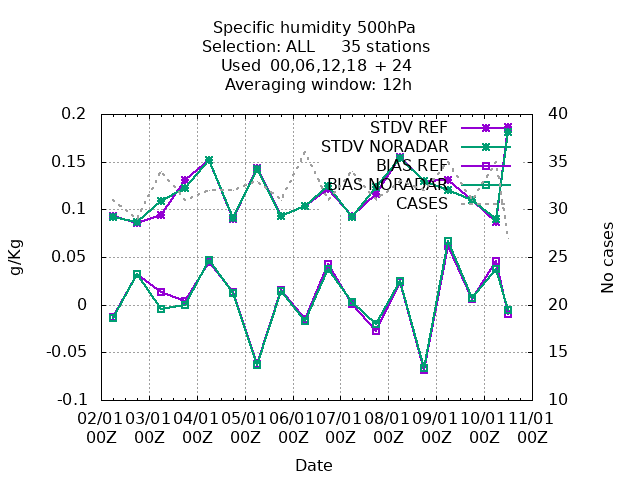 Specific humidity 500hPa
Selection: ALL 35 stations
Used 00,06,12,18 + 24
Averaging window: 12h
STDV REF
STDV NORADAR
BIAS REF
BIAS NORADAR
CASES
0.2
0.15
0.1
0.05
0
-0.05
-0.1
g/Kg
40
35
30
25
20
15
10
No cases
02/01 03/01 04/01 05/01 06/01 07/01 08/01 09/01 10/01 11/01
00Z 00Z 00Z 00Z 00Z 00Z 00Z 00Z 00Z 00Z
Date